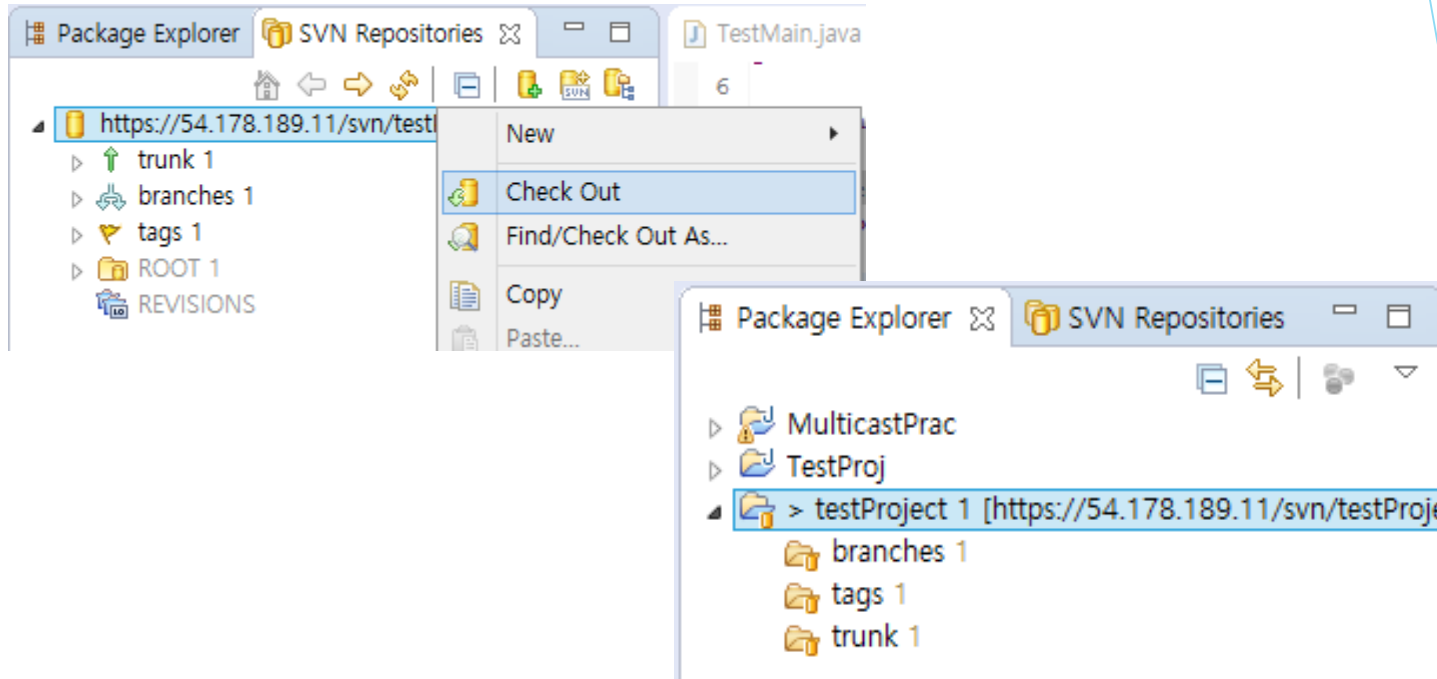 Package Explorer SVN Repositories
TestMain.java
6
SVN
https://54.178.189.11/svn/test
trunk 1
branches 1
tags 1
ROOT 1
REVISIONS
New
Check Out
Find/Check Out As...
Copy
Paste...
Package Explorer SVN Repositories
MulticastPrac
TestProj
> testProject 1 [https://54.178.189.11/svn/testProje
branches 1
tags 1
trunk 1